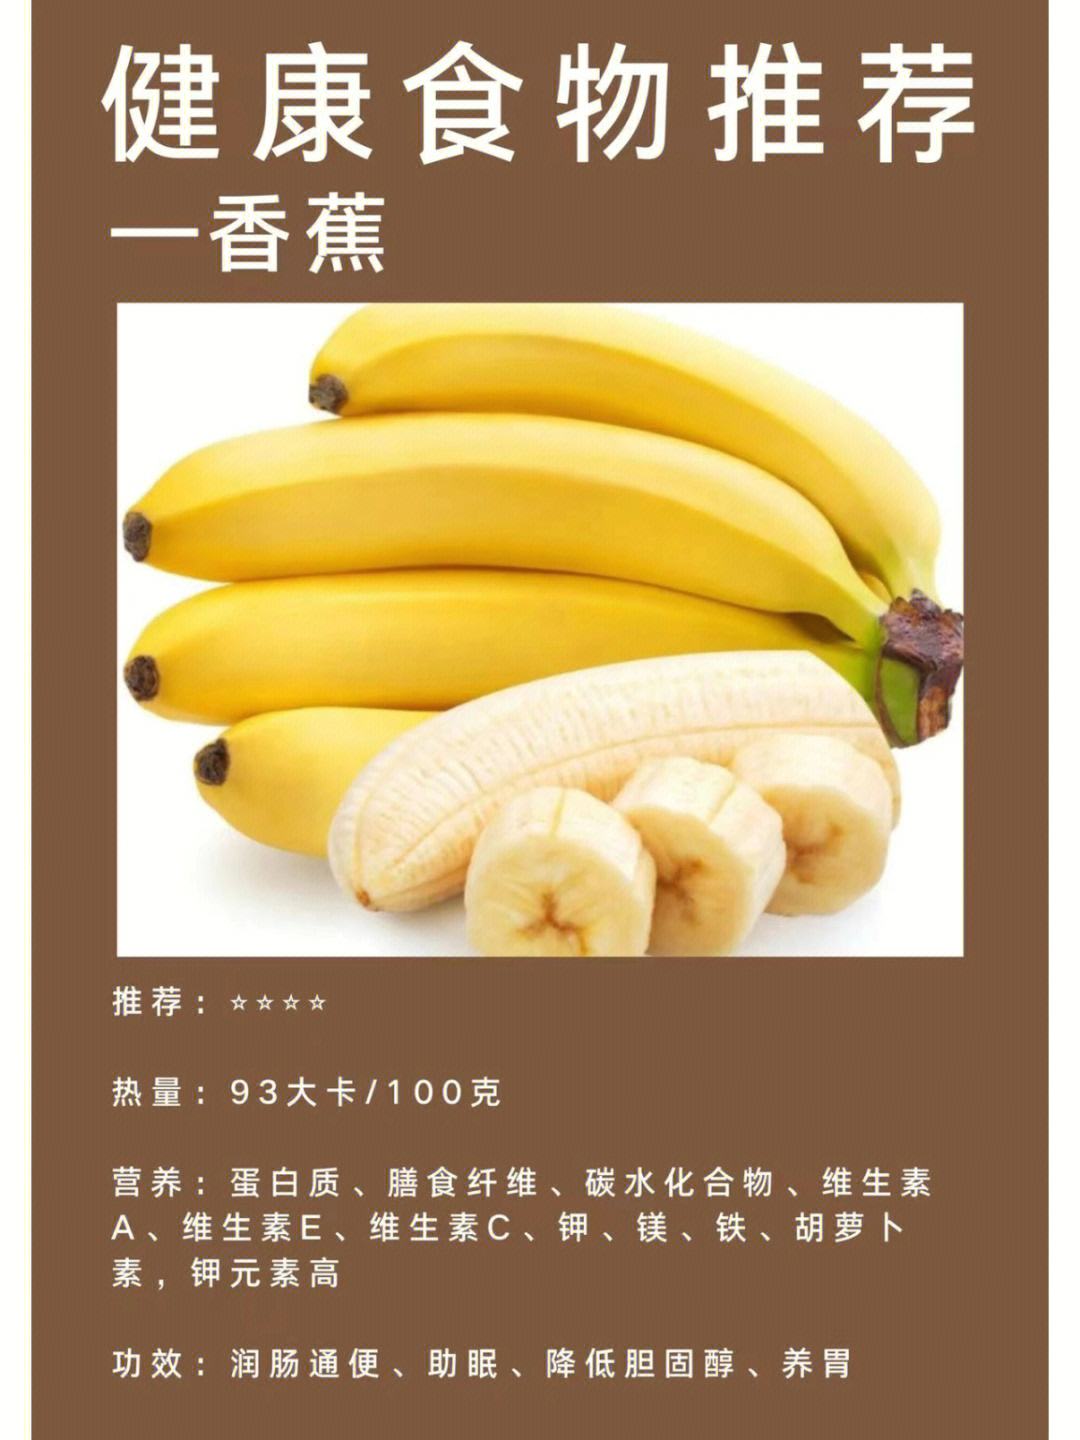 健康食物推荐
—香蕉
推荐：☆☆☆☆
热量：93大卡/100克
营养：蛋白质、膳食纤维、碳水化合物、维生素
A、维生素E、维生素C、钾、镁、铁、胡萝卜
素，钾元素高
功效：润肠通便、助眠、降低胆固醇、养胃